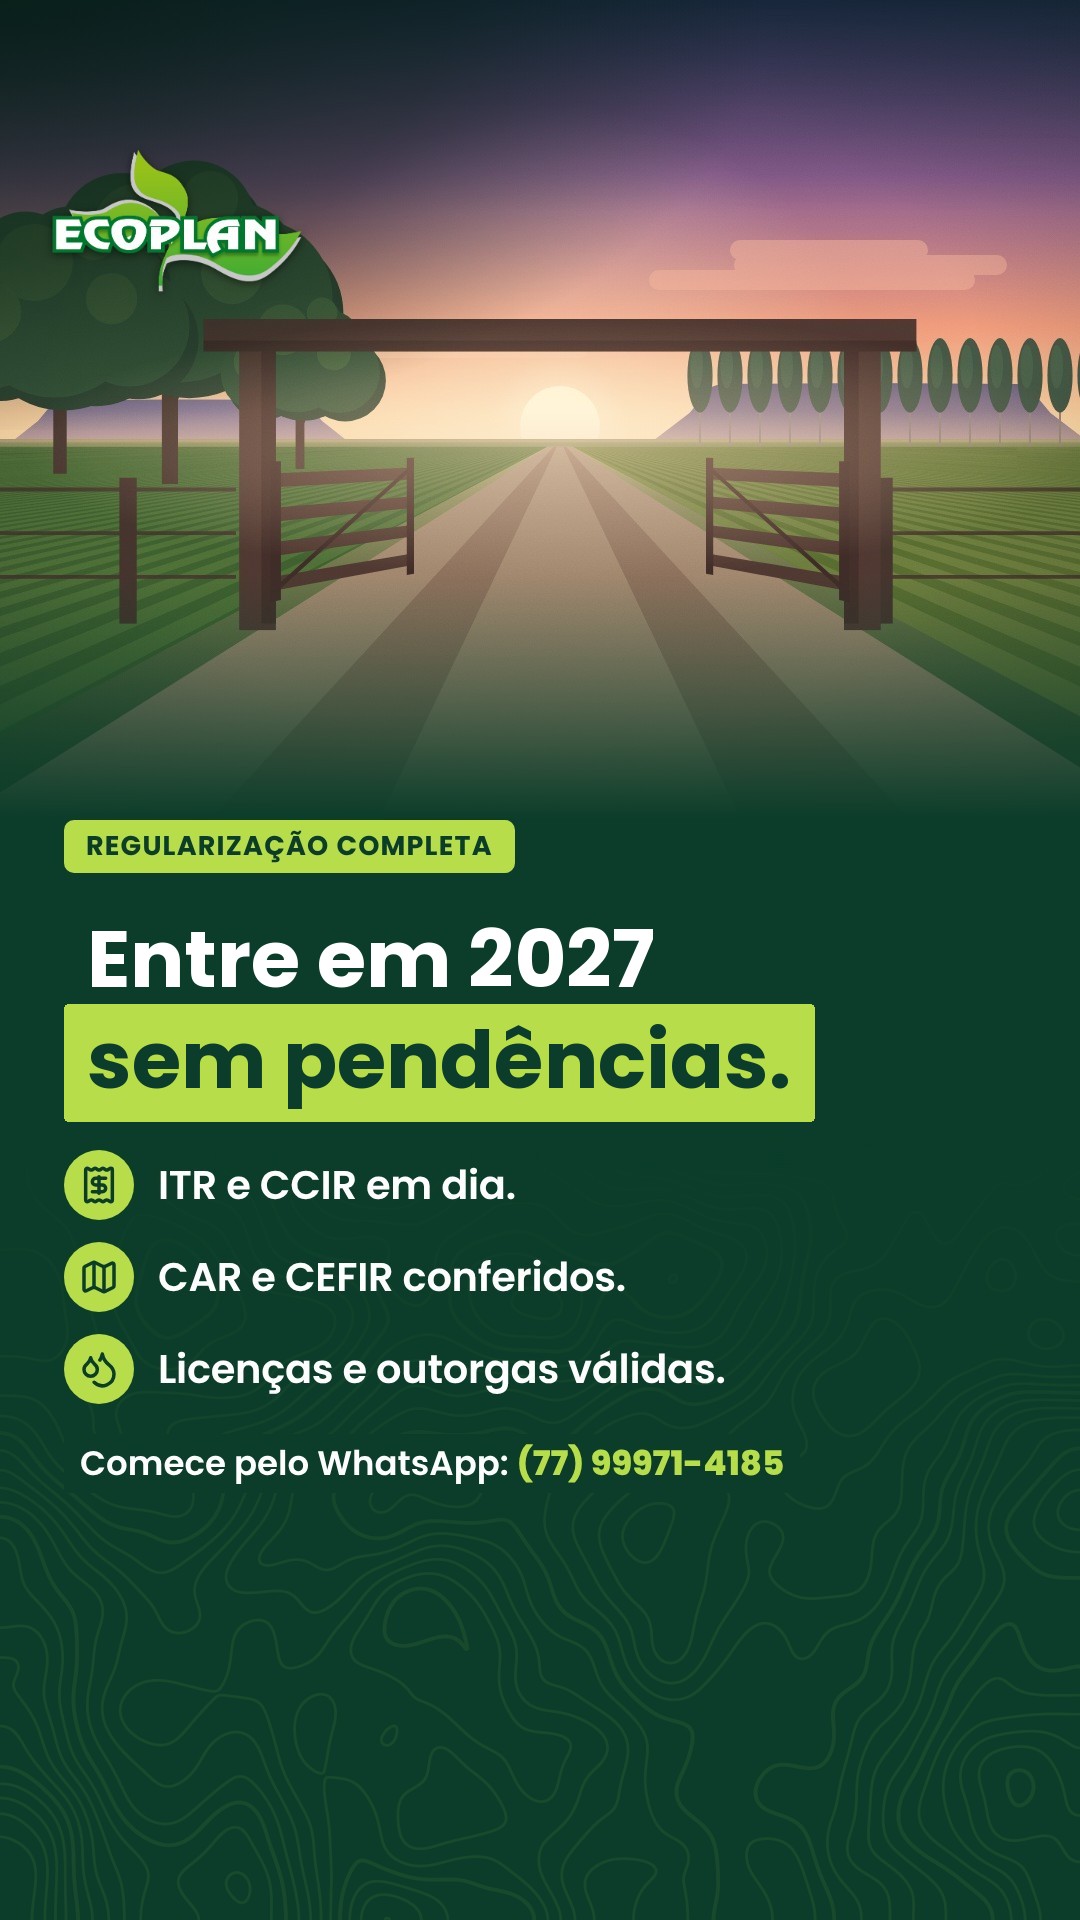 ECOPLAN
REGULARIZAÇÃO COMPLETA
Entre em 2027
sem pendências.
ITR e CCIR em dia.
CAR e CEFIR conferidos.
Licenças e outorgas válidas.
Comece pelo WhatsApp: (77) 99971-4185